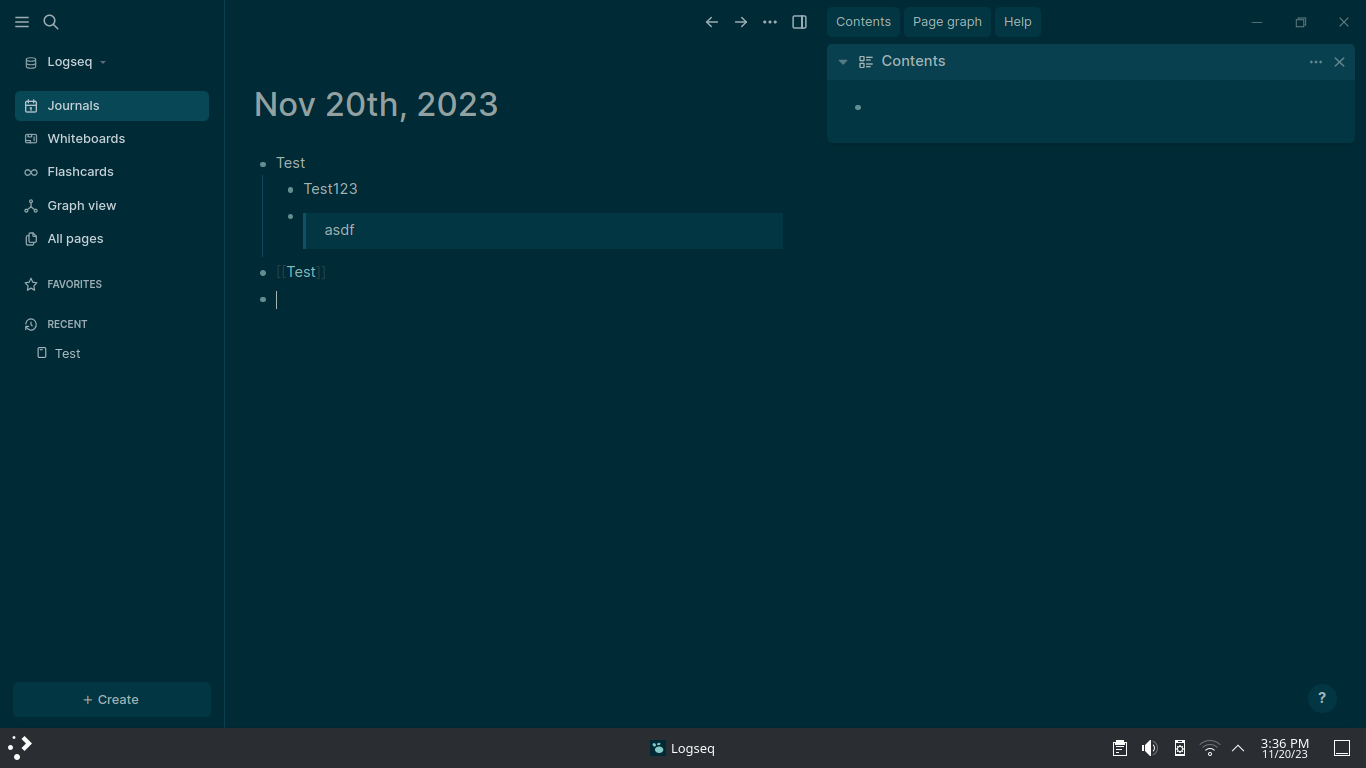 Logseq
Journals
Whiteboards
Flashcards
Graph view
All pages
FAVORITES
RECENT
Test
+ Create
Nov 20th, 2023
Test
Test123
asdf
[[Test]]
Contents Page graph Help
Contents
?
Logseq
3:36 PM
11/20/23